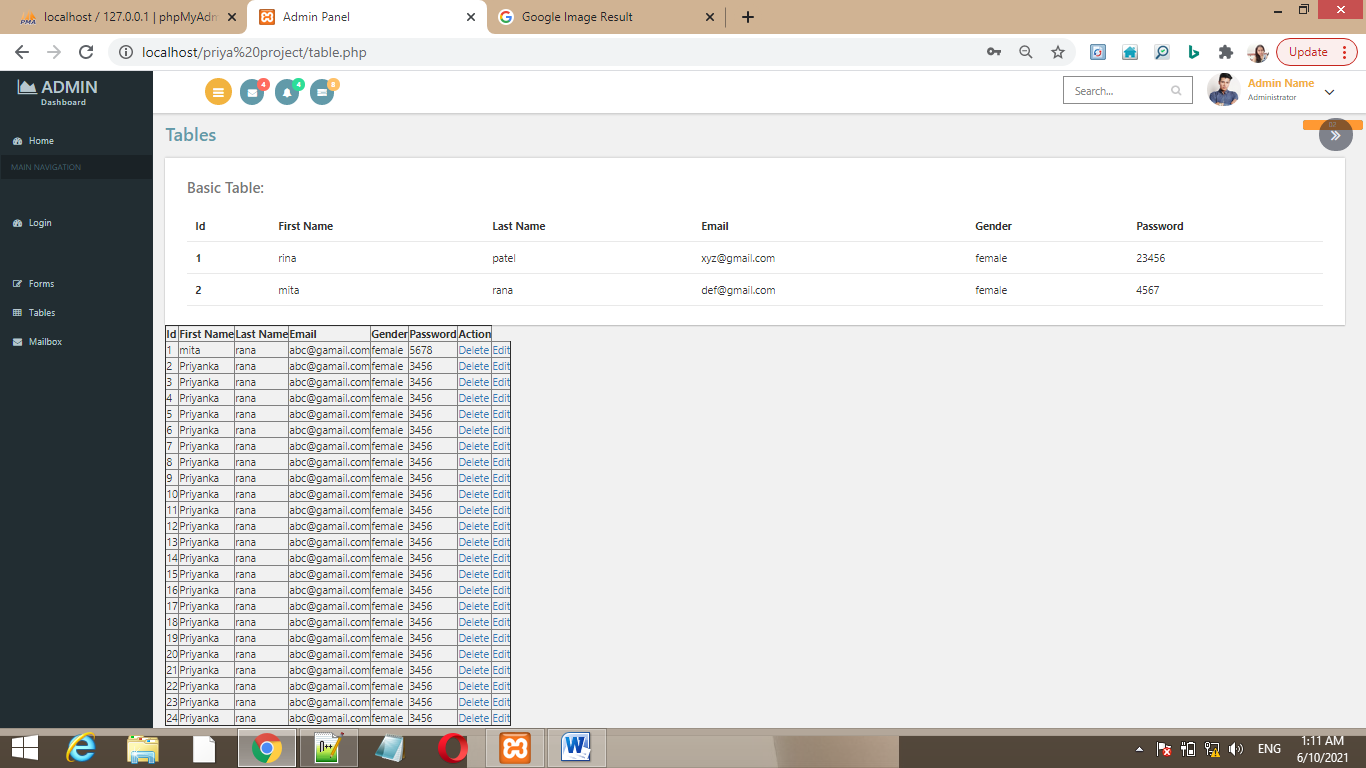 localhost / 127.0.0.1 | phpMyAdm
Admin Panel
Google Image Result
localhost/priya%20project/table.php
Update
ADMIN
Dashboard
4
4
8
Search...
Admin Name
Administrator
Home
MAIN NAVIGATION
Login
Forms
Tables
Mailbox
Tables
Basic Table:
Id First Name Last Name Email Gender Password
1 rina patel xyz@gmail.com female 23456
2 mita rana def@gmail.com female 4567
Id First Name Last Name Email Gender Password Action
1 mita rana abc@gamail.com female 5678 Delete Edit
2 Priyanka rana abc@gamail.com female 3456 Delete Edit
3 Priyanka rana abc@gamail.com female 3456 Delete Edit
4 Priyanka rana abc@gamail.com female 3456 Delete Edit
5 Priyanka rana abc@gamail.com female 3456 Delete Edit
6 Priyanka rana abc@gamail.com female 3456 Delete Edit
7 Priyanka rana abc@gamail.com female 3456 Delete Edit
8 Priyanka rana abc@gamail.com female 3456 Delete Edit
9 Priyanka rana abc@gamail.com female 3456 Delete Edit
10 Priyanka rana abc@gamail.com female 3456 Delete Edit
11 Priyanka rana abc@gamail.com female 3456 Delete Edit
12 Priyanka rana abc@gamail.com female 3456 Delete Edit
13 Priyanka rana abc@gamail.com female 3456 Delete Edit
14 Priyanka rana abc@gamail.com female 3456 Delete Edit
15 Priyanka rana abc@gamail.com female 3456 Delete Edit
16 Priyanka rana abc@gamail.com female 3456 Delete Edit
17 Priyanka rana abc@gamail.com female 3456 Delete Edit
18 Priyanka rana abc@gamail.com female 3456 Delete Edit
19 Priyanka rana abc@gamail.com female 3456 Delete Edit
20 Priyanka rana abc@gamail.com female 3456 Delete Edit
21 Priyanka rana abc@gamail.com female 3456 Delete Edit
22 Priyanka rana abc@gamail.com female 3456 Delete Edit
23 Priyanka rana abc@gamail.com female 3456 Delete Edit
24 Priyanka rana abc@gamail.com female 3456 Delete Edit
ENG
1:11 AM
6/10/2021